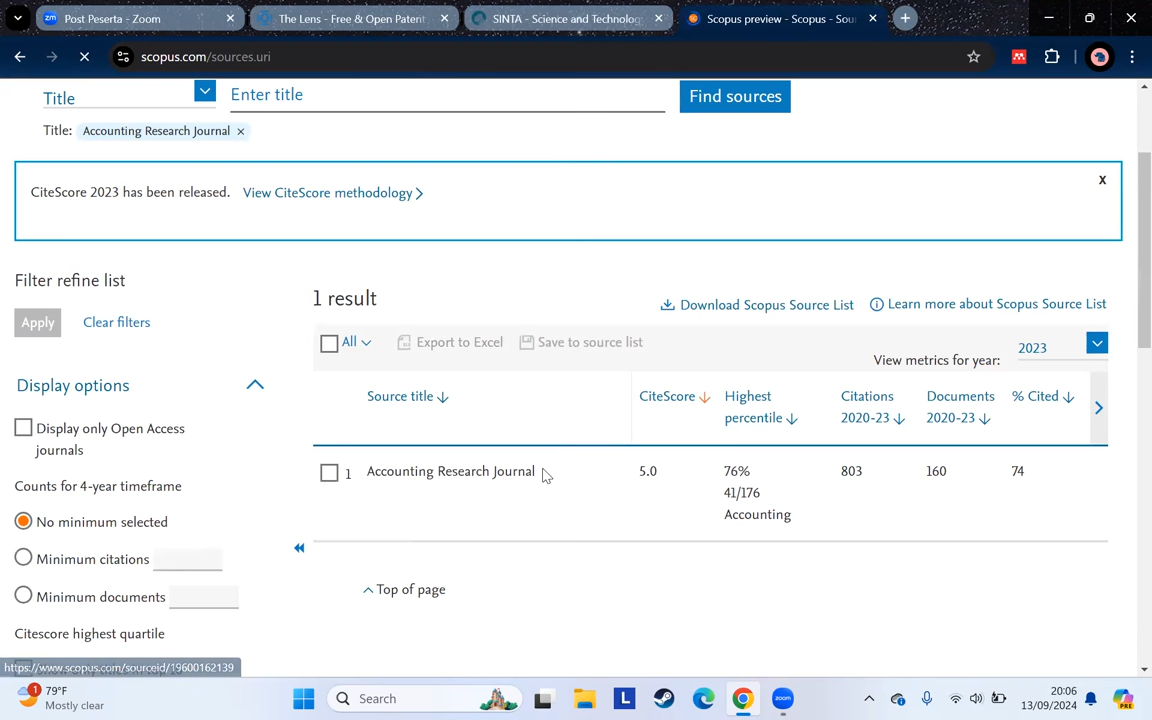 Post Peserta - Zoom
The Lens - Free & Open Patent
SINTA - Science and Technolog
Scopus preview - Scopus - Sou
scopus.com/sources.uri
Title
Enter title
Find sources
Title: Accounting Research Journal ×
CiteScore 2023 has been released. View CiteScore methodology
x
Filter refine list
Apply
Clear filters
1 result
Download Scopus Source List
Learn more about Scopus Source List
All
Export to Excel
Save to source list
View metrics for year:
2023
Display options
Display only Open Access
journals
Counts for 4-year timeframe
No minimum selected
Minimum citations
Minimum documents
Citescore highest quartile
Source title
CiteScore
Highest
percentile
Citations
2020-23
Documents
2020-23
% Cited
1
Accounting Research Journal
5.0
76%
41/176
Accounting
803
160
74
Top of page
https://www.scopus.com/sourceid/19600162139
1
79°F
Mostly clear
Search
zoom
PRE
20:06
13/09/2024